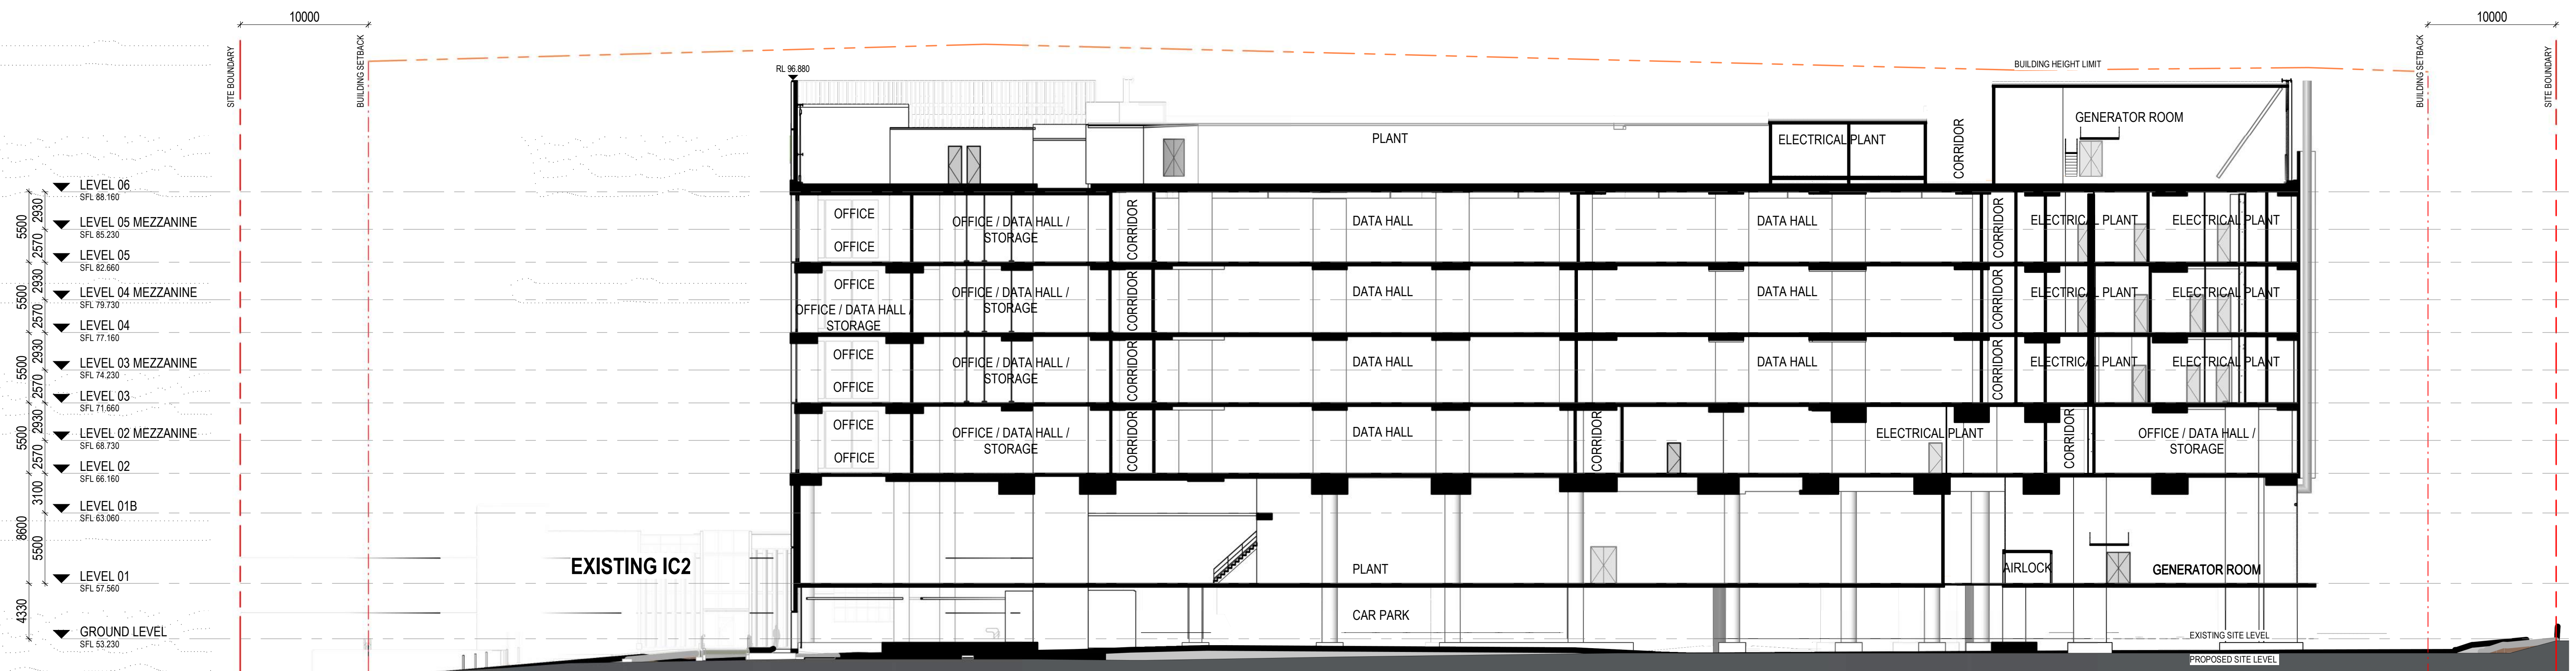 10000
10000
SITE BOUNDARY
BUILDING SETBACK
RL 96.880
BUILDING HEIGHT LIMIT
BUILDING SETBACK
SITE BOUNDARY
PLANT
ELECTRICAL PLANT
CORRIDOR
GENERATOR ROOM
LEVEL 06
SFL 88.160
LEVEL 05 MEZZANINE
SFL 85.230
LEVEL 05
SFL 82.660
LEVEL 04 MEZZANINE
SFL 79.730
LEVEL 04
SFL 77.160
LEVEL 03 MEZZANINE
SFL 74.230
LEVEL 03
SFL 71.660
LEVEL 02 MEZZANINE
SFL 68.730
LEVEL 02
SFL 66.160
LEVEL 01B
SFL 63.060
LEVEL 01
SFL 57.560
GROUND LEVEL
SFL 53.230
5500
5500
5500
5500
8600
4330
2930
2570
2930
2570
2930
2570
2930
2570
3100
5500
OFFICE
OFFICE
OFFICE / DATA HALL /
STORAGE
CORRIDOR
DATA HALL
DATA HALL
CORRIDOR
ELECTRICAL PLANT
ELECTRICAL PLANT
OFFICE
OFFICE / DATA HALL /
STORAGE
OFFICE / DATA HALL /
STORAGE
CORRIDOR
DATA HALL
DATA HALL
CORRIDOR
ELECTRICAL PLANT
ELECTRICAL PLANT
OFFICE
OFFICE
OFFICE / DATA HALL /
STORAGE
CORRIDOR
DATA HALL
DATA HALL
CORRIDOR
ELECTRICAL PLANT
ELECTRICAL PLANT
OFFICE
OFFICE
OFFICE / DATA HALL /
STORAGE
CORRIDOR
DATA HALL
CORRIDOR
ELECTRICAL PLANT
CORRIDOR
OFFICE / DATA HALL /
STORAGE
EXISTING IC2
PLANT
AIRLOCK
GENERATOR ROOM
CAR PARK
EXISTING SITE LEVEL
PROPOSED SITE LEVEL